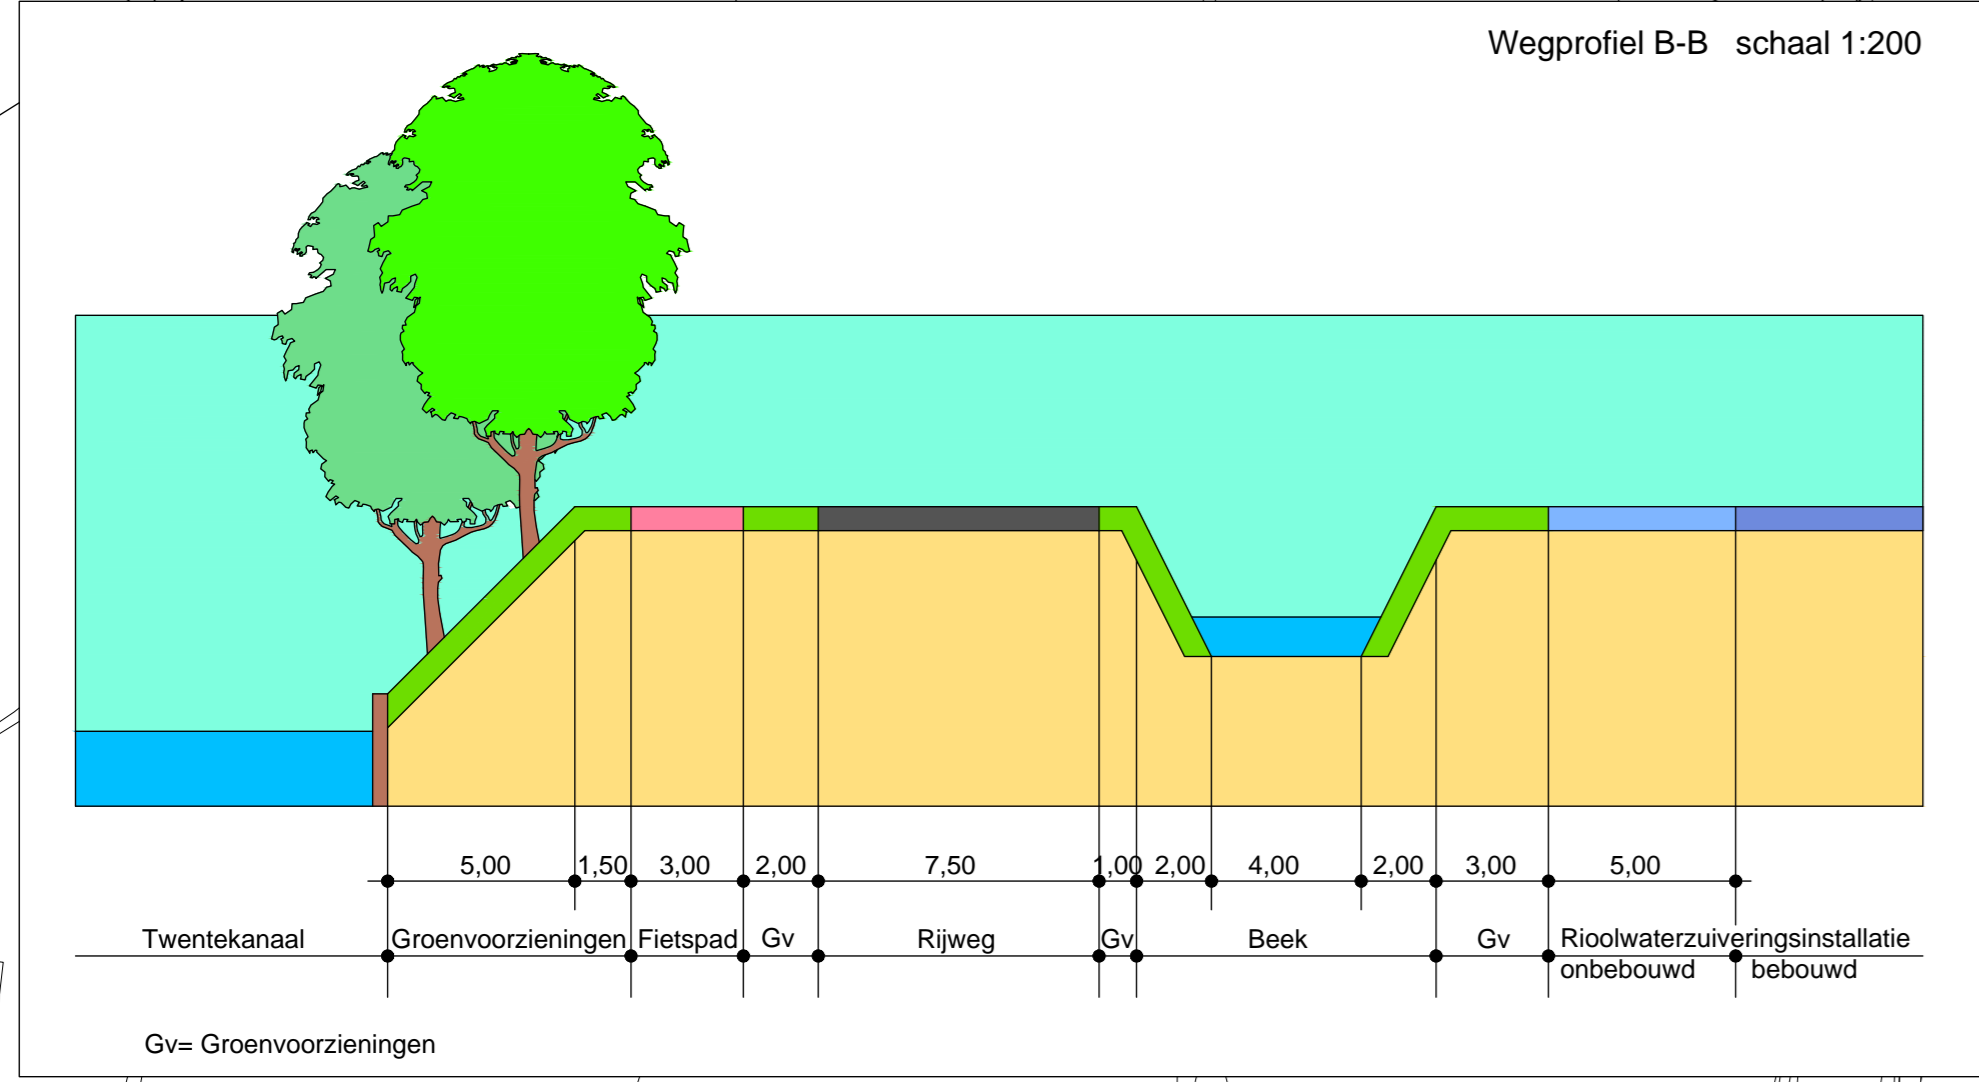 Wegprofiel B-B schaal 1:200
5,00 1,50 3,00 2,00 7,50 1,00 2,00 4,00 2,00 3,00 5,00
Twentekanaal Groenvoorzieningen Fietspad Gv Rijweg Gv Beek Gv Rioolwaterzuiveringsinstallatie
onbebouwd bebouwd
Gv= Groenvoorzieningen